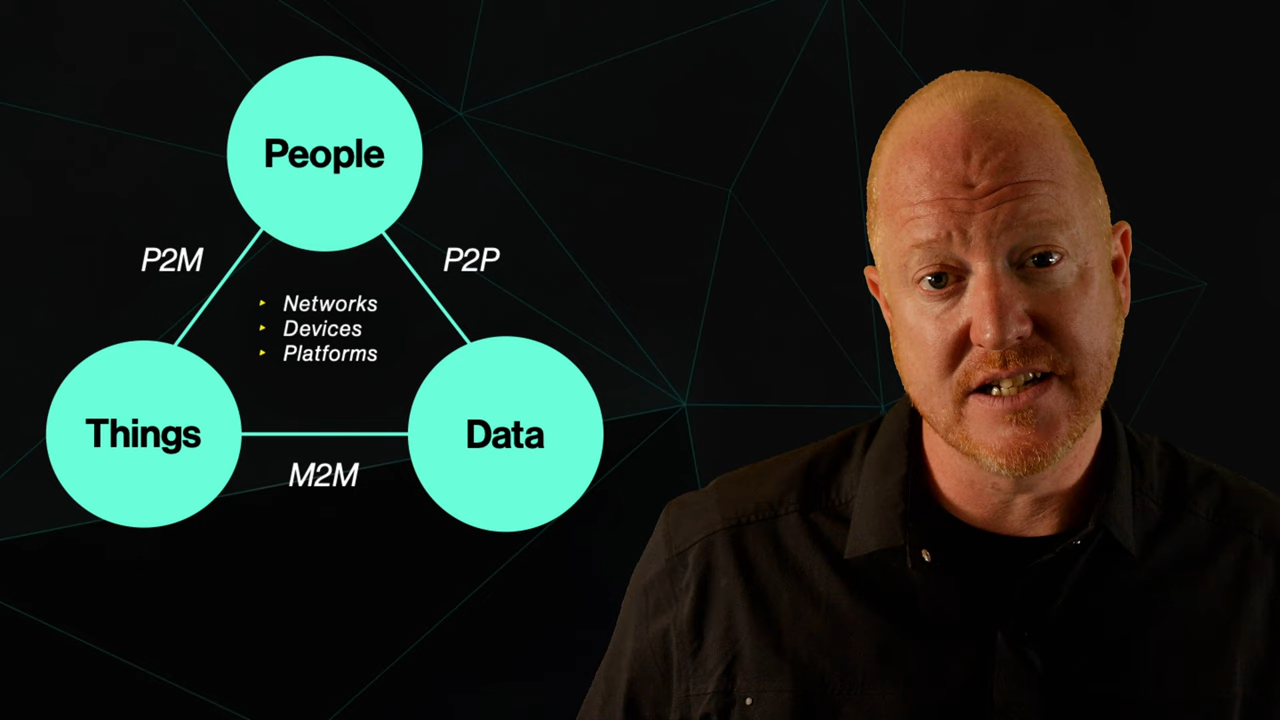 People
P2M
P2P
Networks
Devices
Platforms
Things
Data
M2M